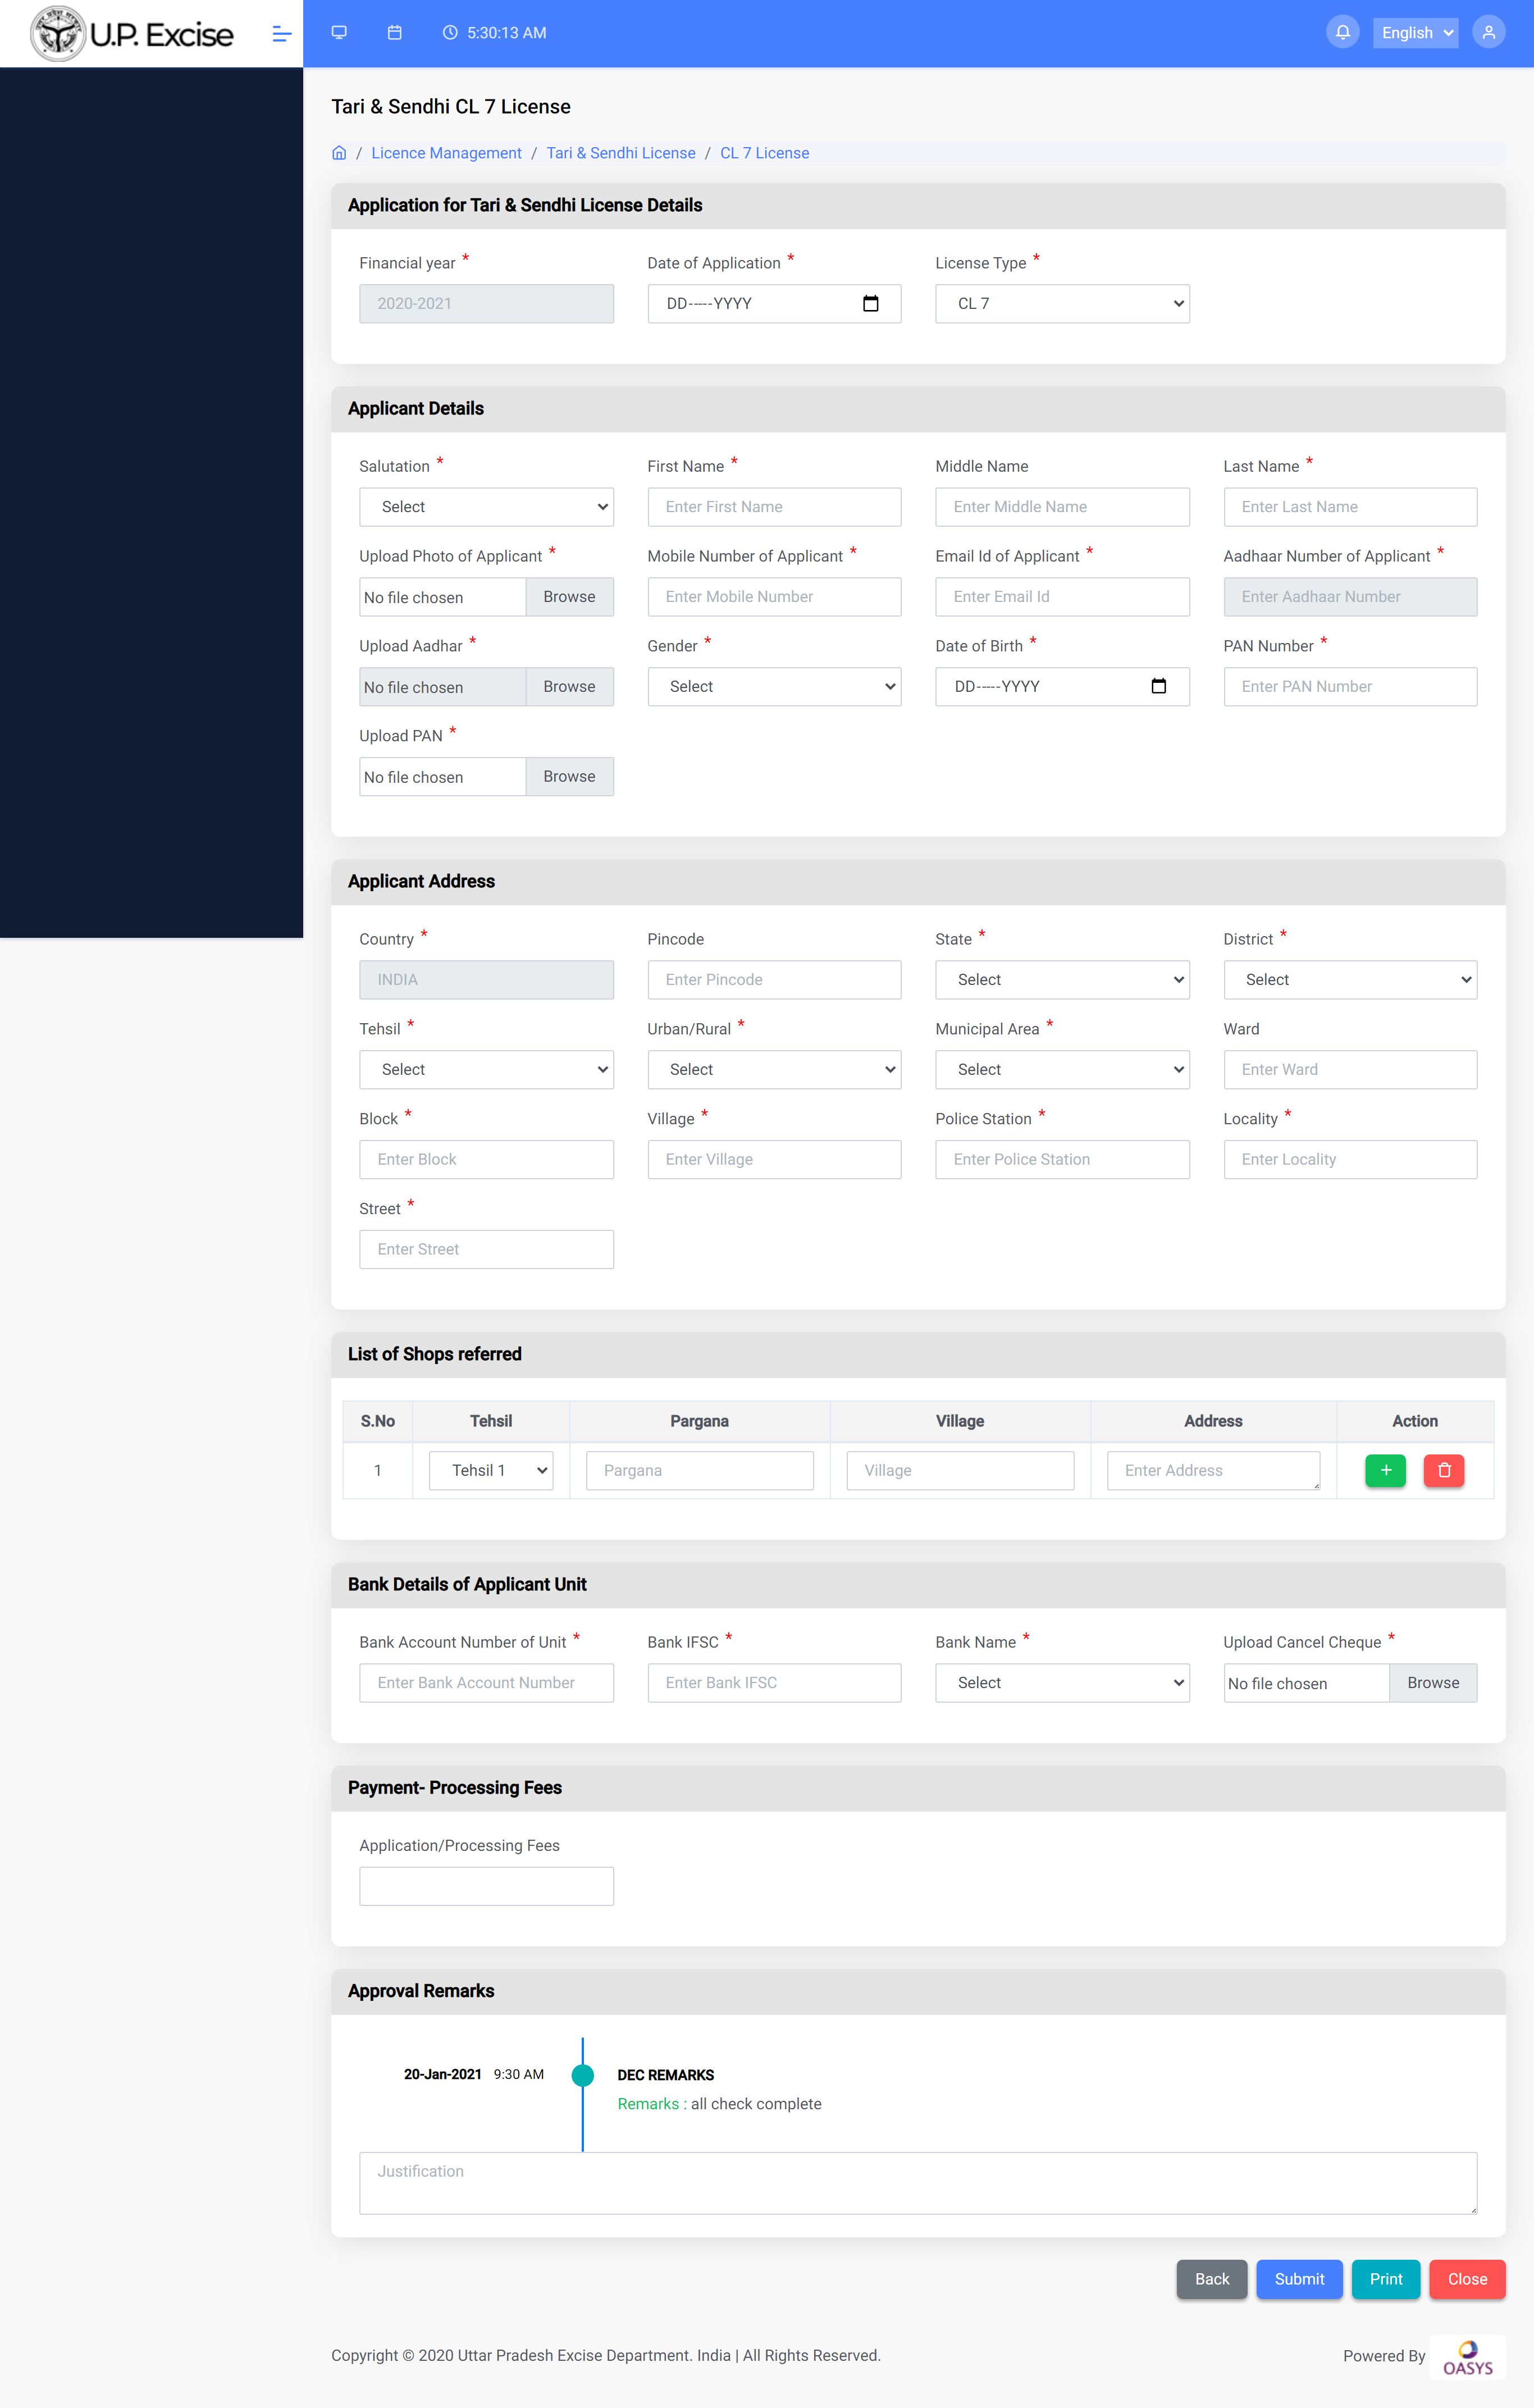 U.P. Excise
5:30:13 AM
English
Tari & Sendhi CL 7 License
/ Licence Management / Tari & Sendhi License / CL 7 License
Application for Tari & Sendhi License Details
Financial year * Date of Application * License Type *
2020-2021 DD-----YYYY CL 7
Applicant Details
Salutation * First Name * Middle Name Last Name *
Select Enter First Name Enter Middle Name Enter Last Name
Upload Photo of Applicant * Mobile Number of Applicant * Email Id of Applicant * Aadhaar Number of Applicant *
No file chosen Browse Enter Mobile Number Enter Email Id Enter Aadhaar Number
Upload Aadhar * Gender * Date of Birth * PAN Number *
No file chosen Browse Select DD-----YYYY Enter PAN Number
Upload PAN *
No file chosen Browse
Applicant Address
Country * Pincode State * District *
INDIA Enter Pincode Select Select
Tehsil * Urban/Rural * Municipal Area * Ward
Select Select Select Enter Ward
Block * Village * Police Station * Locality *
Enter Block Enter Village Enter Police Station Enter Locality
Street *
Enter Street
List of Shops referred
S.No Tehsil Pargana Village Address Action
1 Tehsil 1 Pargana Village Enter Address +
Bank Details of Applicant Unit
Bank Account Number of Unit * Bank IFSC * Bank Name * Upload Cancel Cheque *
Enter Bank Account Number Enter Bank IFSC Select No file chosen Browse
Payment- Processing Fees
Application/Processing Fees
Approval Remarks
20-Jan-2021 9:30 AM DEC REMARKS
Remarks : all check complete
Justification
Back Submit Print Close
Copyright © 2020 Uttar Pradesh Excise Department. India | All Rights Reserved. Powered By OASYS